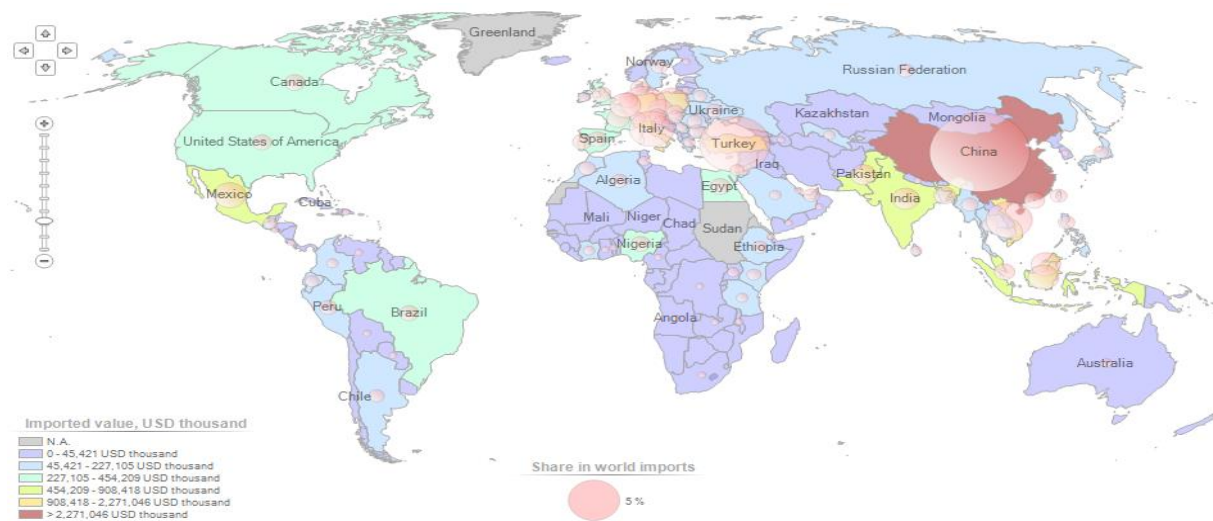 Greenland
Canada
Norway
Russian Federation
Ukraine
Kazakhstan
Mongolia
United States of America
Spain
Italy
Turkey
China
Iraq
Mexico
Cuba
Algeria
Egypt
Pakistan
India
Mali
Niger
Chad
Sudan
Nigeria
Ethiopia
Peru
Brazil
Angola
Australia
Chile
Imported value, USD thousand
N.A.
0 - 45,421 USD thousand
45,421 - 227,105 USD thousand
227,105 - 454,209 USD thousand
454,209 - 908,418 USD thousand
908,418 - 2,271,046 USD thousand
> 2,271,046 USD thousand
Share in world imports
5 %